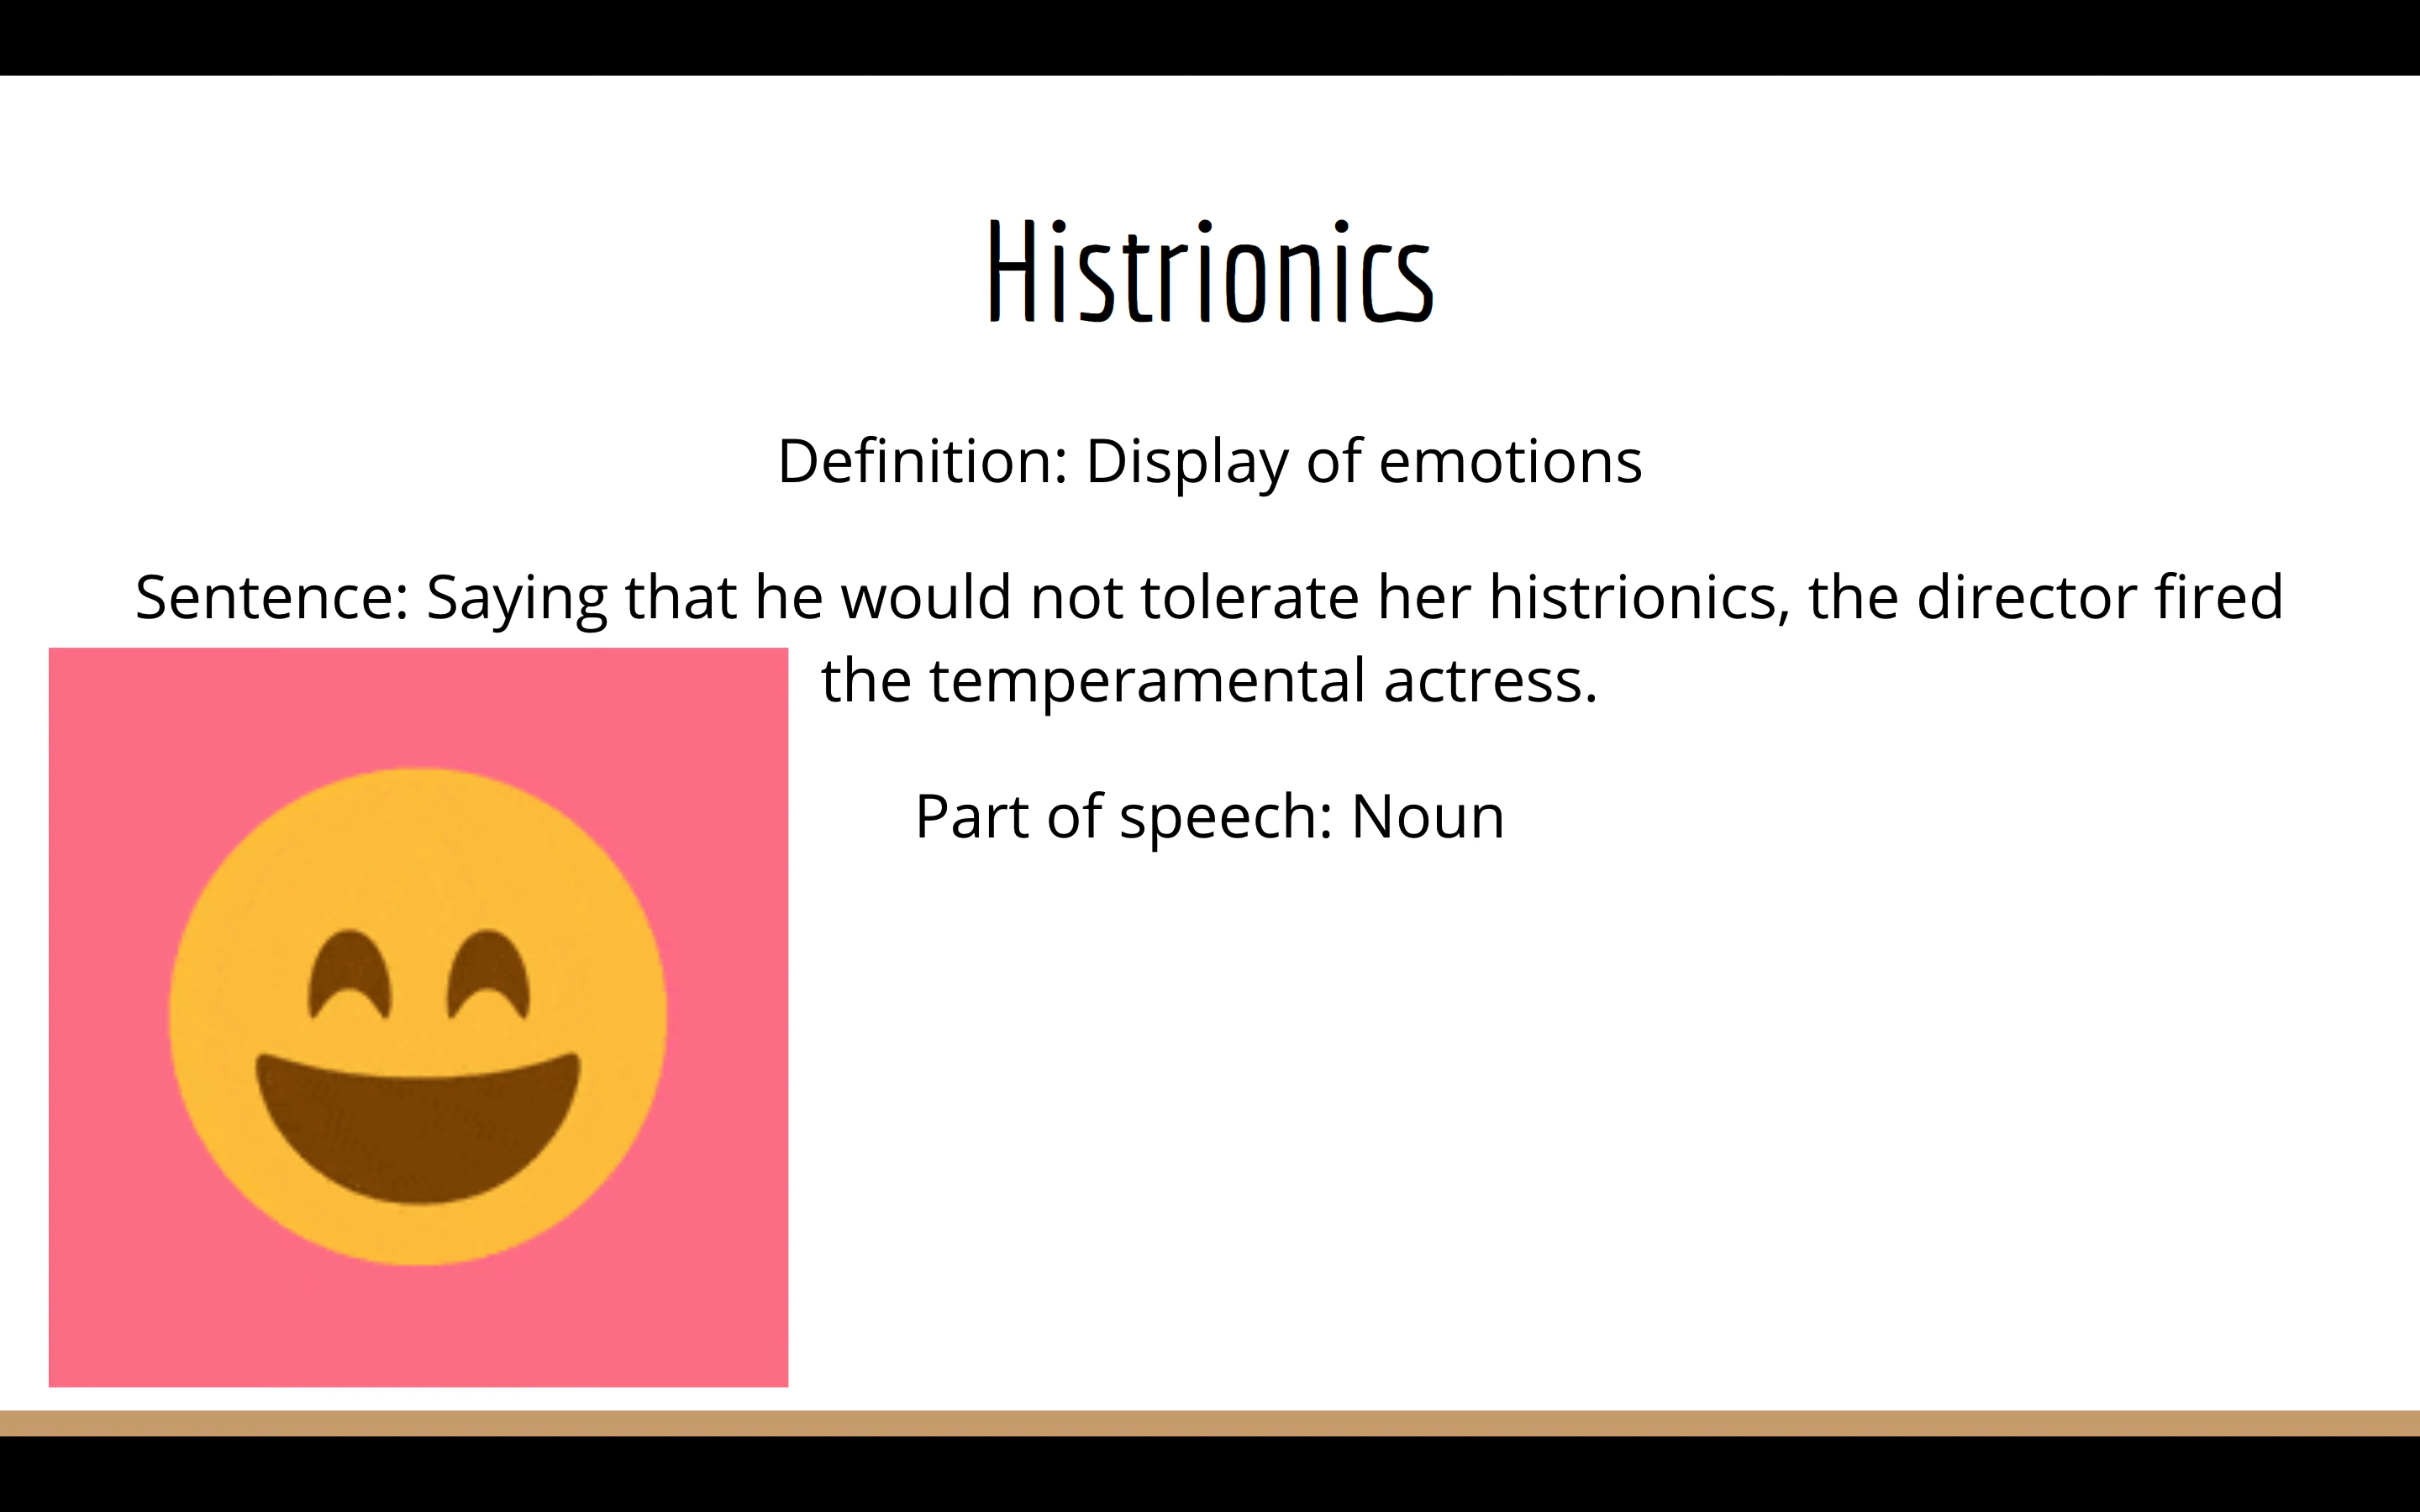 Histrionics
Definition: Display of emotions
Sentence: Saying that he would not tolerate her histrionics, the director fired
the temperamental actress.
Part of speech: Noun